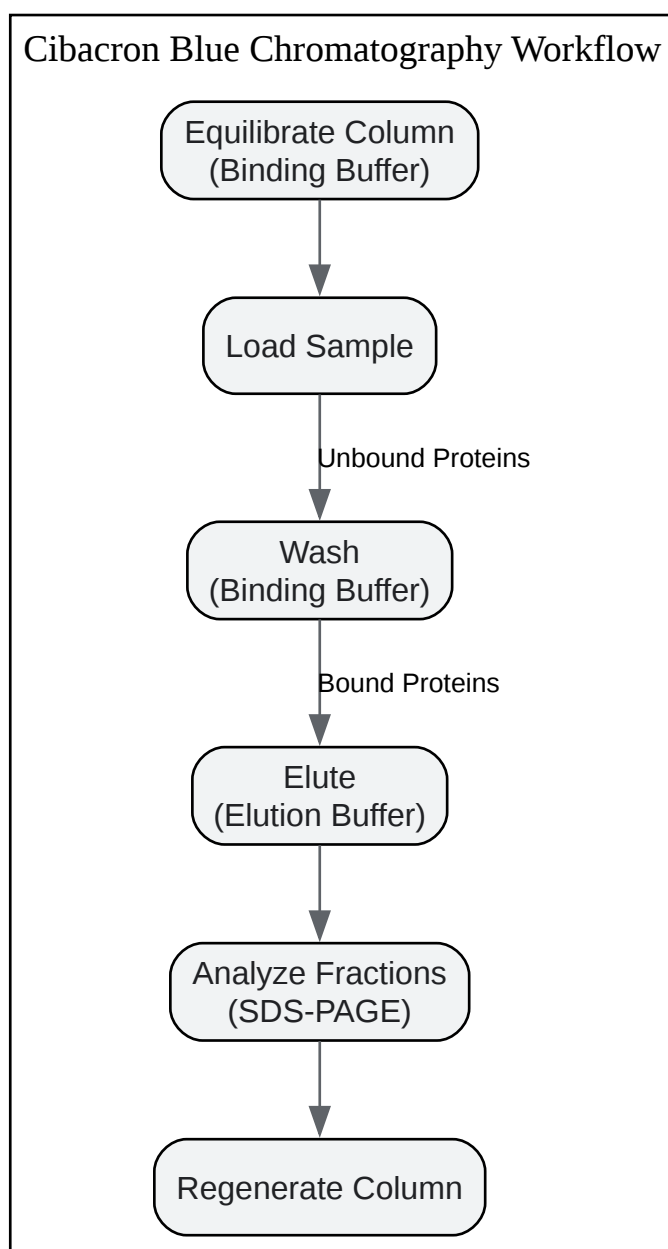 Cibacron Blue Chromatography Workflow
Equilibrate Column
(Binding Buffer)
Load Sample
Unbound Proteins
Wash
(Binding Buffer)
Bound Proteins
Elute
(Elution Buffer)
Analyze Fractions
(SDS-PAGE)
Regenerate Column